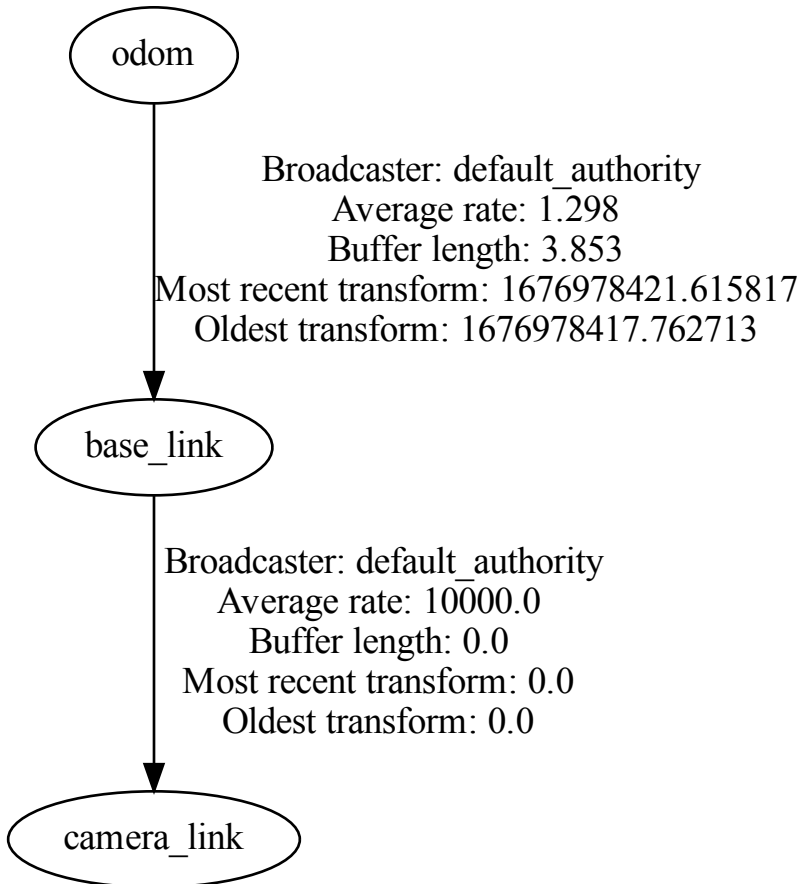 odom
Broadcaster: default_authority
Average rate: 1.298
Buffer length: 3.853
Most recent transform: 1676978421.615817
Oldest transform: 1676978417.762713
base_link
Broadcaster: default_authority
Average rate: 10000.0
Buffer length: 0.0
Most recent transform: 0.0
Oldest transform: 0.0
camera_link